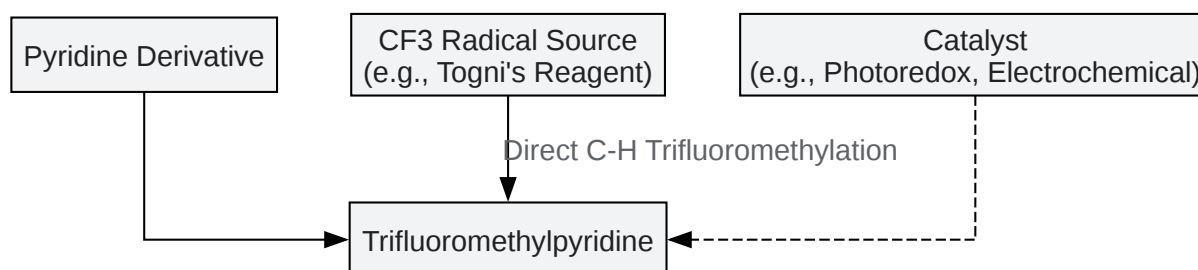 Pyridine Derivative
CF3 Radical Source
(e.g., Togni's Reagent)
Catalyst
(e.g., Photoredox, Electrochemical)
Direct C-H Trifluoromethylation
Trifluoromethylpyridine